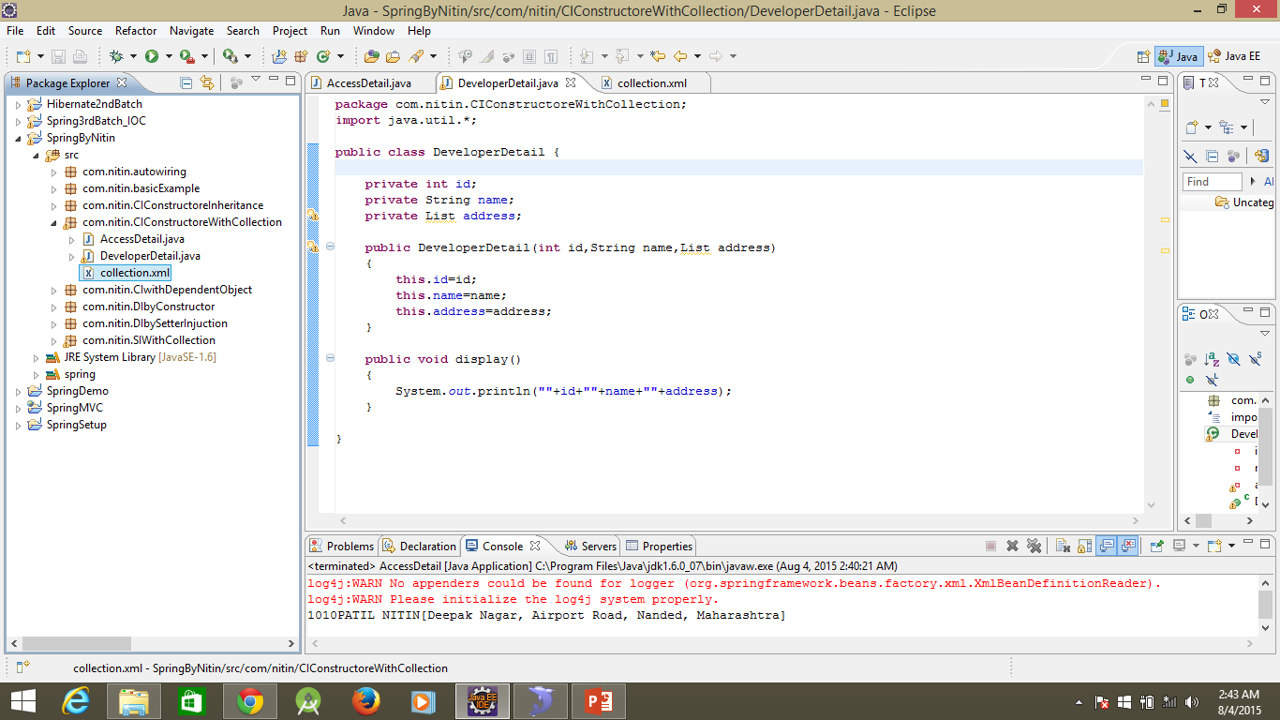 Java - SpringByNitin/src/com/nitin/CIConstructoreWithCollection/DeveloperDetail.java - Eclipse
File Edit Source Refactor Navigate Search Project Run Window Help
Java Java EE
Package Explorer
Hibernate2ndBatch
Spring3rdBatch_IOC
SpringByNitin
src
com.nitin.autowiring
com.nitin.basicExample
com.nitin.CIConstructoreInheritance
com.nitin.CIConstructoreWithCollection
AccessDetail.java
DeveloperDetail.java
collection.xml
com.nitin.CIwithDependentObject
com.nitin.DIbyConstructor
com.nitin.DIbySetterInjuction
com.nitin.SIWithCollection
JRE System Library [JavaSE-1.6]
spring
SpringDemo
SpringMVC
SpringSetup
AccessDetail.java DeveloperDetail.java collection.xml
package com.nitin.CIConstructoreWithCollection;
import java.util.*;
public class DeveloperDetail {
private int id;
private String name;
private List address;
public DeveloperDetail(int id,String name,List address)
{
this.id=id;
this.name=name;
this.address=address;
}
public void display()
{
System.out.println(""+id+""+name+""+address);
}
}
T
Find Al
Uncateg
O
com.
impo
Devel
Problems Declaration Console Servers Properties
<terminated> AccessDetail [Java Application] C:\Program Files\Java\jdk1.6.0_07\bin\javaw.exe (Aug 4, 2015 2:40:21 AM)
log4j:WARN No appenders could be found for logger (org.springframework.beans.factory.xml.XmlBeanDefinitionReader).
log4j:WARN Please initialize the log4j system properly.
1010PATIL NITIN[Deepak Nagar, Airport Road, Nanded, Maharashtra]
collection.xml - SpringByNitin/src/com/nitin/CIConstructoreWithCollection
Java EE
IDE
2:43 AM
8/4/2015